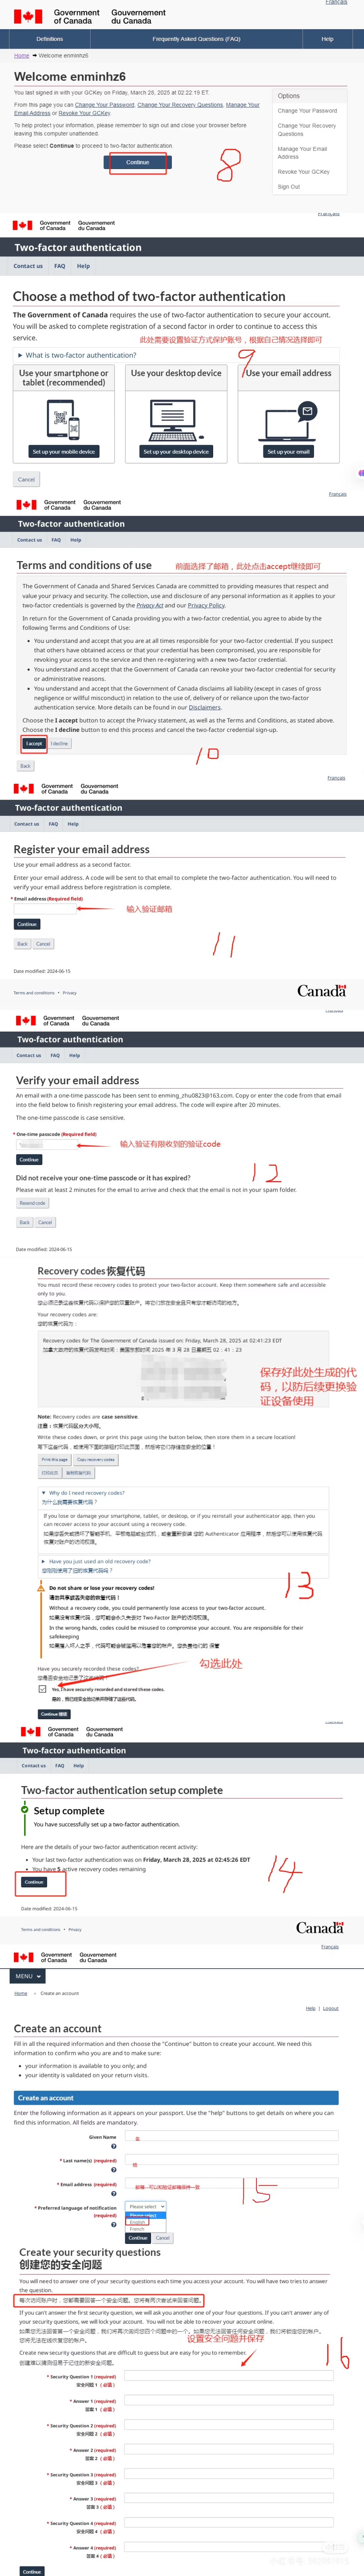 Français
Government of Canada
Gouvernement du Canada
Definitions
Frequently Asked Questions (FAQ)
Help
Home ➡ Welcome enminhz6
Welcome enminhz6
You last signed in with your GCKey on Friday, March 28, 2025 at 02:22:19 ET.
From this page you can Change Your Password, Change Your Recovery Questions, Manage Your
Email Address or Revoke Your GCKey.
To help protect your information, please remember to sign out and close your browser before
leaving this computer unattended.
Please select Continue to proceed to two-factor authentication.
Continue
Options
Change Your Password
Change Your Recovery
Questions
Manage Your Email
Address
Revoke Your GCKey
Sign Out
8
Français
Government of Canada
Gouvernement du Canada
Two-factor authentication
Contact us
FAQ
Help
Choose a method of two-factor authentication
The Government of Canada requires the use of two-factor authentication to secure your account.
You will be asked to complete registration of a second factor in order to continue to access this
service.
此处需要设置验证方式保护账号,根据自己情况选择即可
▶ What is two-factor authentication?
9
Use your smartphone or
tablet (recommended)
Set up your mobile device
Use your desktop device
Set up your desktop device
Use your email address
Set up your email
Cancel
Français
Government of Canada
Gouvernement du Canada
Two-factor authentication
Contact us
FAQ
Help
Terms and conditions of use
前面选择了邮箱,此处点击accept继续即可
The Government of Canada and Shared Services Canada are committed to providing measures that respect and
value your privacy and security. The collection, use and disclosure of any personal information as it applies to your
two-factor credentials is governed by the Privacy Act and our Privacy Policy.
In return for the Government of Canada providing you with a two-factor credential, you agree to abide by the
following Terms and Conditions of Use:
• You understand and accept that you are at all times responsible for your two-factor credential. If you suspect
that others have obtained access to your two-factor credential and/or its recovery codes, you are responsible for
revoking your access to the service and then re-registering with a new two-factor credential.
• You understand and accept that the Government of Canada can revoke your two-factor credential for security
or administrative reasons.
• You understand and accept that the Government of Canada disclaims all liability (except in cases of gross
negligence or wilful misconduct) in relation to the use of, delivery of or reliance upon the two-factor
authentication service. More details can be found in our Disclaimers.
Choose the I accept button to accept the Privacy statement, as well as the Terms and Conditions, as stated above.
Choose the I decline button to end this process and cancel the two-factor credential sign-up.
I accept
I decline
Back
10
Français
Government of Canada
Gouvernement du Canada
Two-factor authentication
Contact us
FAQ
Help
Register your email address
Use your email address as a second factor.
Enter your email address. A code will be sent to that email to complete the two-factor authentication. You will need to
verify your email address before registration is complete.
* Email address (Required field)
输入验证邮箱
Continue
Back
Cancel
11
Date modified: 2024-06-15
Terms and conditions • Privacy
Canada
Government of Canada
Gouvernement du Canada
Two-factor authentication
Contact us
FAQ
Help
Verify your email address
An email with a one-time passcode has been sent to enming_zhu0823@163.com. Copy or enter the code from that email
into the field below to finish registering your email address. The code will expire after 20 minutes.
The one-time passcode is case sensitive.
* One-time passcode (Required field)
输入验证有限收到的验证code
Continue
12
Did not receive your one-time passcode or it has expired?
Please wait at least 2 minutes for the email to arrive and check that the email is not in your spam folder.
Resend code
Back
Cancel
Date modified: 2024-06-15
Recovery codes 恢复代码
You must record these recovery codes to protect your two-factor account. Keep them somewhere safe and accessible
only to you.
您必须记录这些恢复代码以保护您的双重账户。将它们放在安全且只有您才能访问的地方。
Your recovery codes are:
您的恢复代码为:
Recovery codes for The Government of Canada issued on: Friday, March 28, 2025 at 02:41:23 EDT
加拿大政府的恢复代码发布时间:美国东部时间 2025 年 3 月 28 日星期五 02:41:23
保存好此处生成的代
码,以防后续更换验
证设备使用
Note: Recovery codes are case sensitive.
注意:恢复代码区分大小写。
Write these codes down, or print this page using the button below, then store them in a secure location!
写下这些代码,或使用下面的按钮打印此页面,然后将它们存储在安全的位置!
Print this page
Copy recovery codes
打印此页
复制恢复代码
▼ Why do I need recovery codes?
为什么我需要恢复代码?
If you lose or damage your smartphone, tablet, or desktop, or if you reinstall your authenticator app, then you
can recover access to your account using a recovery code.
如果您丢失或损坏了智能手机、平板电脑或台式机,或者重新安装 您的 Authenticator 应用程序,然后您可以使用恢复代码
恢复对账户的访问权限。
▶ Have you just used an old recovery code?
您刚刚使用了旧的恢复代码吗?
Do not share or lose your recovery codes!
请勿共享或丢失您的恢复代码!
Without a recovery code, you could permanently lose access to your two-factor account.
如果没有恢复代码,您可能会永久失去对 Two-Factor 账户的访问权限。
In the wrong hands, codes could be misused to compromise your account. You are responsible for their
safekeeping
如果落入坏人之手,代码可能会被滥用以危害您的帐户。您负责他们的 保管
13
Have you securely recorded these codes?
您是否安全地记录了这些代码?
勾选此处
Yes, I have securely recorded and stored these codes.
是的,我已经安全地记录并存储了这些代码。
Continue 继续
Government of Canada
Gouvernement du Canada
Two-factor authentication
Contact us
FAQ
Help
Two-factor authentication setup complete
Setup complete
You have successfully set up a two-factor authentication.
Here are the details of your two-factor authentication recent activity:
• Your last two-factor authentication was on Friday, March 28, 2025 at 02:45:26 EDT
• You have 5 active recovery codes remaining
Continue
14
Date modified: 2024-06-15
Terms and conditions • Privacy
Canada
Français
Government of Canada
Gouvernement du Canada
MENU
Home
Create an account
Help | Logout
Create an account
Fill in all the required information and then choose the "Continue" button to create your account. We need this
information to confirm who you are and to make sure:
• your information is available to you only; and
• your identity is validated on your return visits.
Create an account
Enter the following information as it appears on your passport. Use the "help" buttons to get details on where you can
find this information. All fields are mandatory.
Given Name
名
* Last name(s) (required)
姓
* Email address (required)
15
* Preferred language of notification
(required)
Please select
Please select
English
French
Continue
Cancel
Create your security questions
创建您的安全问题
You will need to answer one of your security questions each time you access your account. You will have two tries to answer
the question.
每次访问账户时,您都需要回答一个安全问题。您将有两次尝试来回答问题。
If you can't answer the first security question, we will ask you another one of your four questions. If you can't answer any of
your security questions, we will lock your account. You will not be able to recover your account online.
如果您无法回答第一个安全问题,我们将再次询问您四个问题中的一个。如果您无法回答任何安全问题,我们将锁定您的帐户。
您将无法在线恢复您的帐户。
设置安全问题并保存
Create new security questions that are difficult to guess but are easy for you to remember.
创建难以猜测但易于记住的新安全问题。
16
* Security Question 1 (required)
安全问题 1 (必填)
* Answer 1 (required)
答案 1 (必填)
* Security Question 2 (required)
安全问题 2 (必填)
* Answer 2 (required)
答案 2 (必填)
* Security Question 3 (required)
安全问题 3 (必填)
* Answer 3 (required)
答案 3 (必填)
* Security Question 4 (required)
安全问题 4 (必填)
* Answer 4 (required)
答案 4 (必填)
Continue